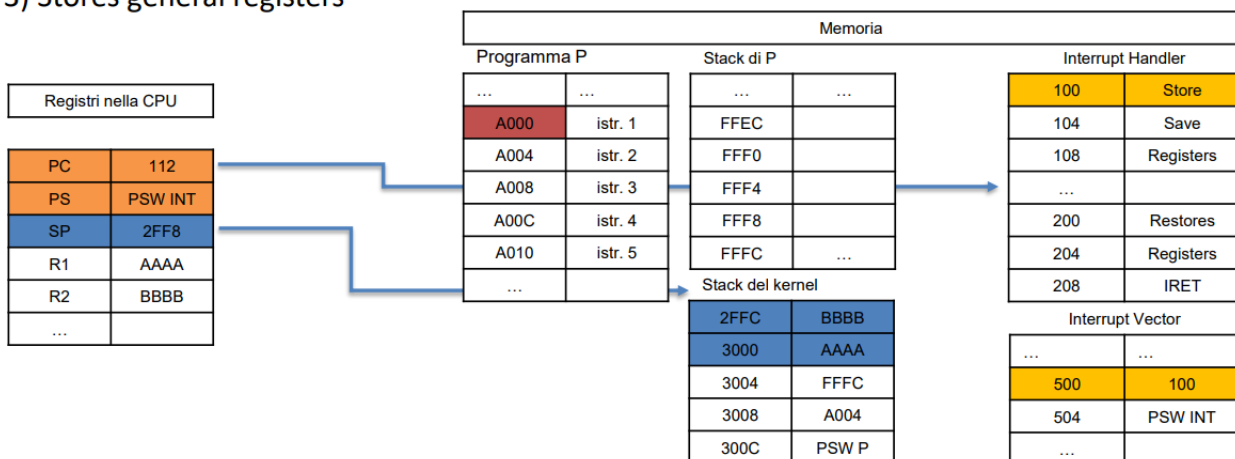 3) Stores general registers
Memoria
Programma P
Stack di P
Interrupt Handler
Registri nella CPU
PC 112
PS PSW INT
SP 2FF8
R1 AAAA
R2 BBBB
...
... ...
A000 istr. 1
A004 istr. 2
A008 istr. 3
A00C istr. 4
A010 istr. 5
...
... ...
FFEC
FFF0
FFF4
FFF8
FFFC ...
Stack del kernel
2FFC BBBB
3000 AAAA
3004 FFFC
3008 A004
300C PSW P
100 Store
104 Save
108 Registers
...
200 Restores
204 Registers
208 IRET
Interrupt Vector
... ...
500 100
504 PSW INT
...